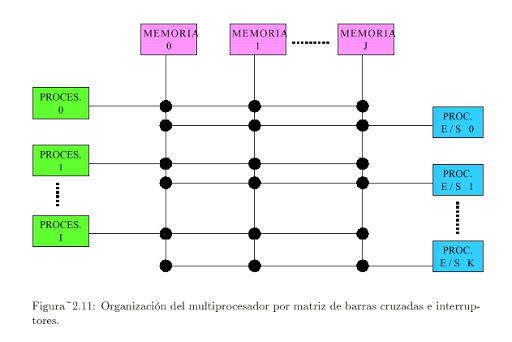 MEMORIA
0
MEMORIA
1
MEMORIA
J
PROCES.
0
PROC.
E / S 0
PROCES.
1
PROC.
E / S 1
PROCES.
I
PROC.
E / S K
Figura~2.11: Organización del multiprocesador por matriz de barras cruzadas e interrup-
tores.